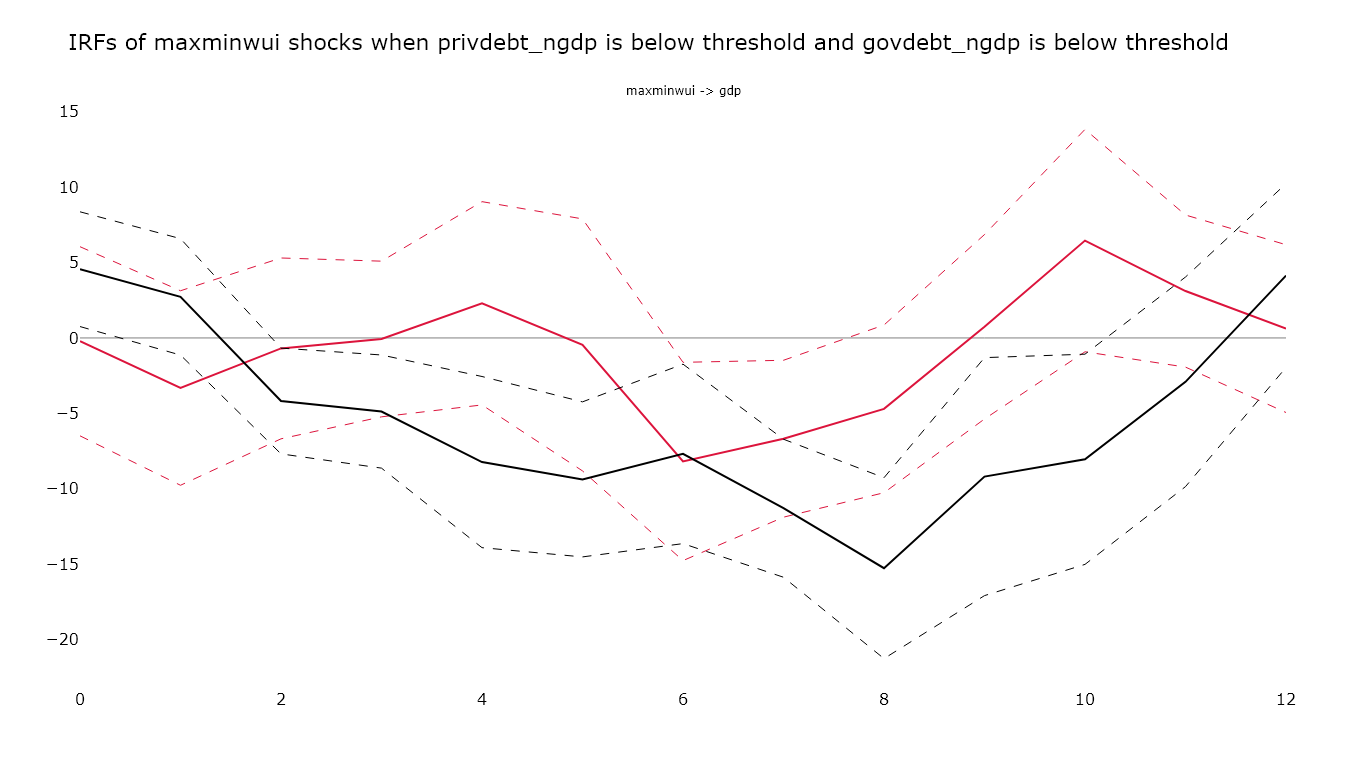 IRFs of maxminwui shocks when privdebt_ngdp is below threshold and govdebt_ngdp is below threshold
maxminwui -> gdp
15
10
5
0
−5
−10
−15
−20
0 2 4 6 8 10 12